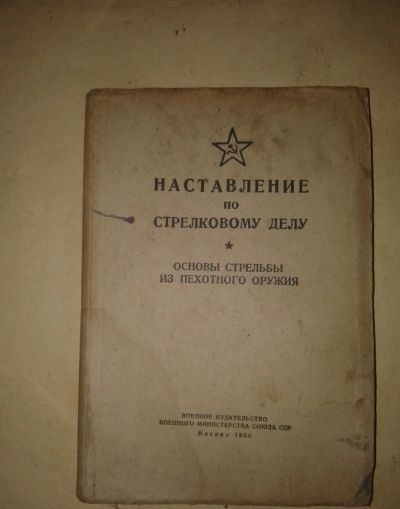 НАСТАВЛЕНИЕ
ПО
СТРЕЛКОВОМУ ДЕЛУ
ОСНОВЫ СТРЕЛЬБЫ
ИЗ ПЕХОТНОГО ОРУЖИЯ
ВОЕННОЕ ИЗДАТЕЛЬСТВО
ВОЕННОГО МИНИСТЕРСТВА СОЮЗА ССР
Москва